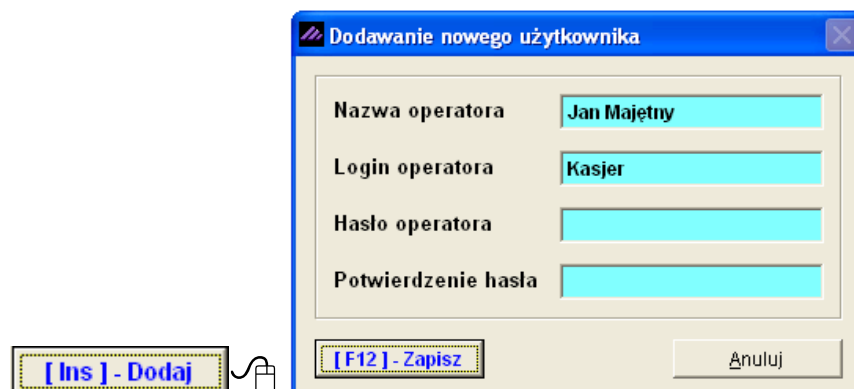 Dodawanie nowego użytkownika
Nazwa operatora Jan Majętny
Login operatora Kasjer
Hasło operatora
Potwierdzenie hasła
[ F12 ] - Zapisz Anuluj
[ Ins ] - Dodaj